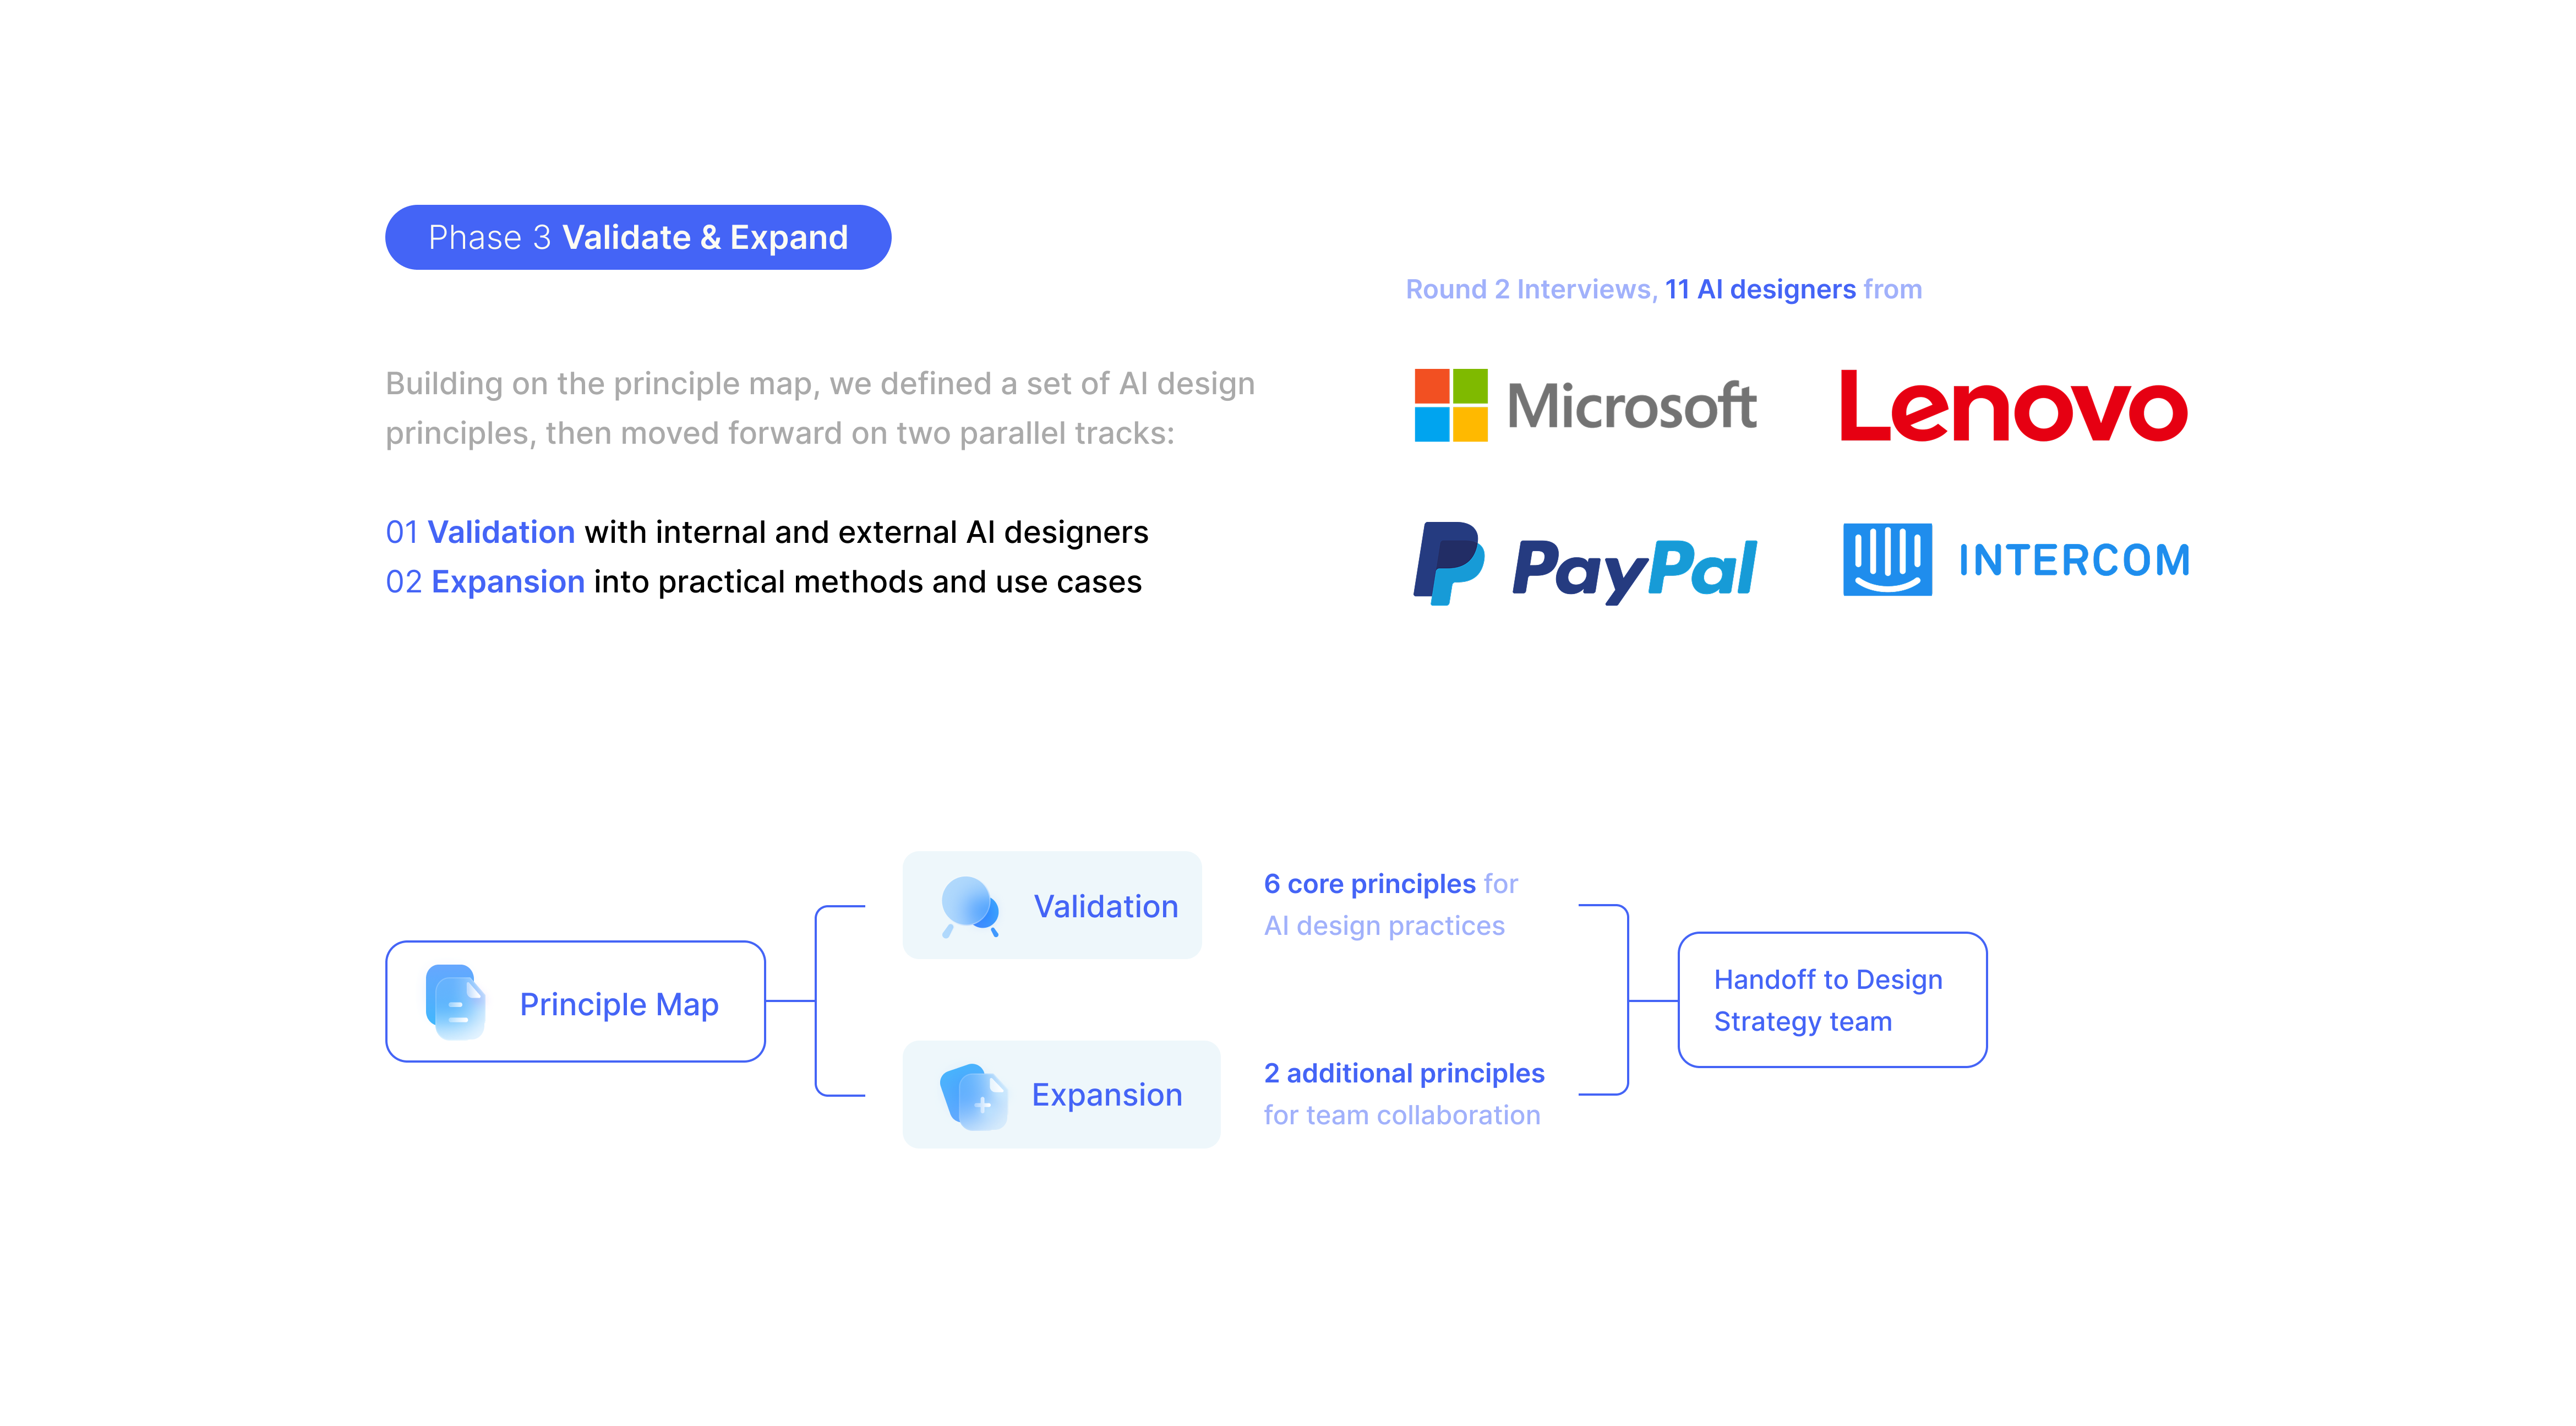 Phase 3 Validate & Expand
Building on the principle map, we defined a set of AI design
principles, then moved forward on two parallel tracks:
01 Validation with internal and external AI designers
02 Expansion into practical methods and use cases
Round 2 Interviews, 11 AI designers from
Microsoft
Lenovo
PayPal
INTERCOM
Principle Map
Validation
6 core principles for
AI design practices
Expansion
2 additional principles
for team collaboration
Handoff to Design
Strategy team